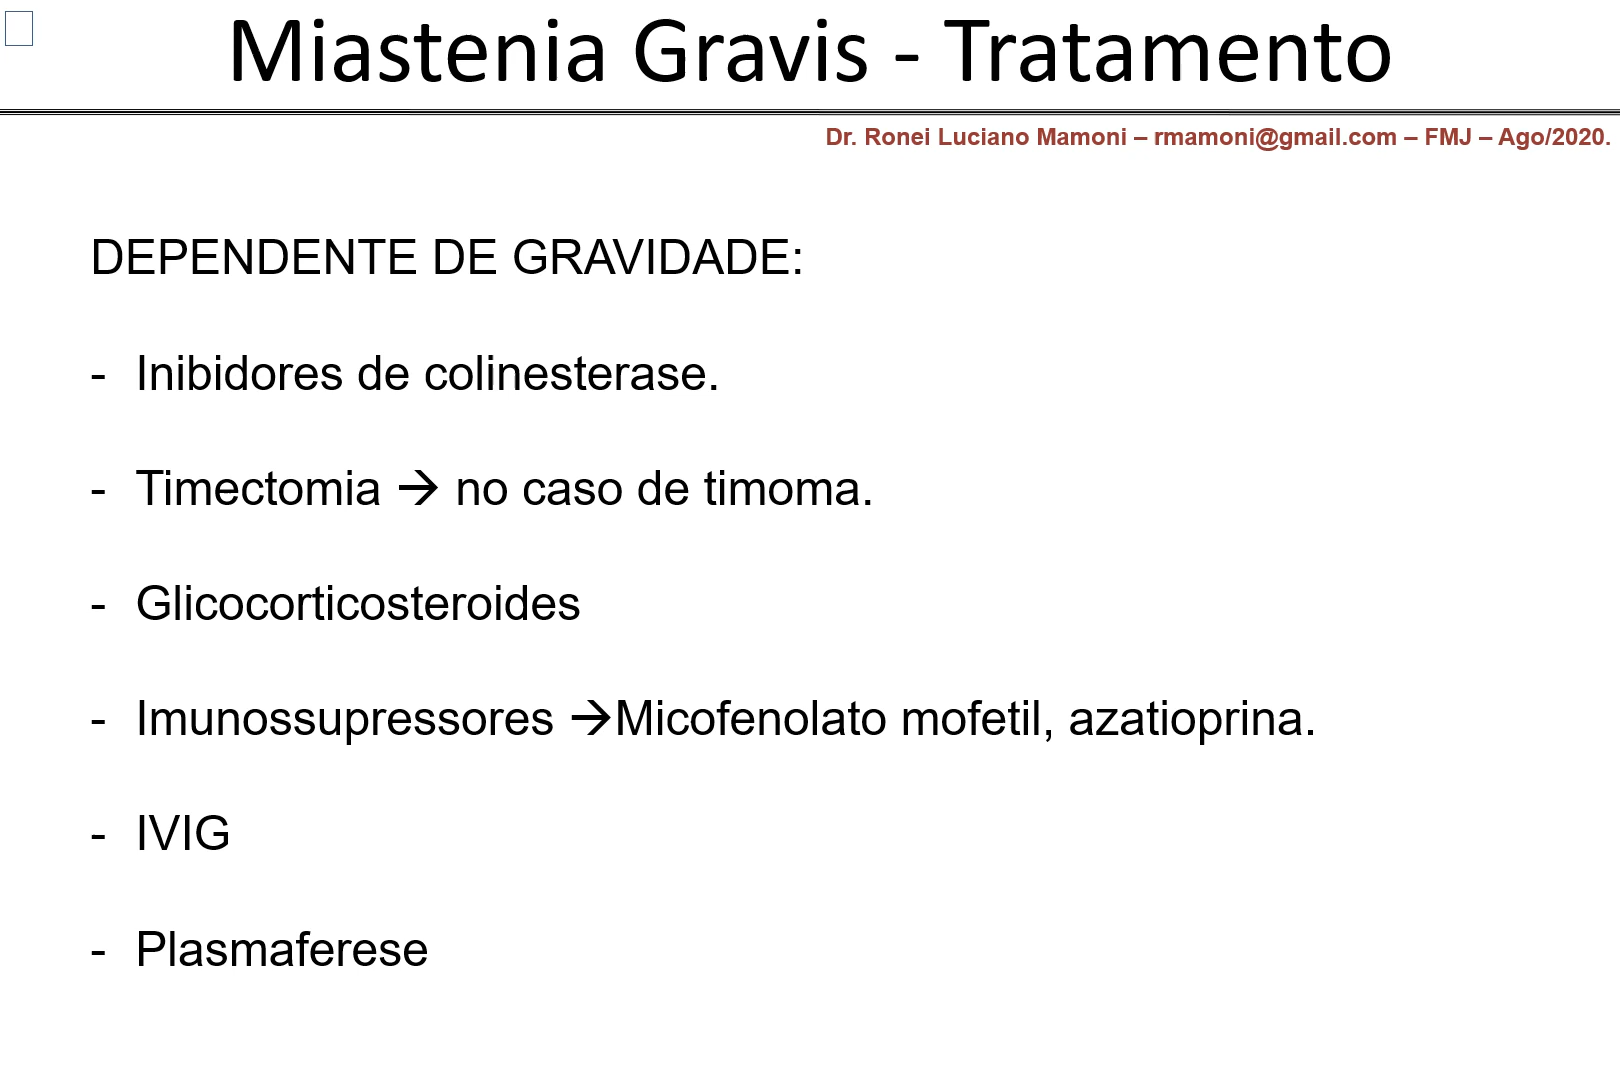 Miastenia Gravis - Tratamento
Dr. Ronei Luciano Mamoni – rmamoni@gmail.com – FMJ – Ago/2020.
DEPENDENTE DE GRAVIDADE:
- Inibidores de colinesterase.
- Timectomia → no caso de timoma.
- Glicocorticosteroides
- Imunossupressores →Micofenolato mofetil, azatioprina.
- IVIG
- Plasmaferese